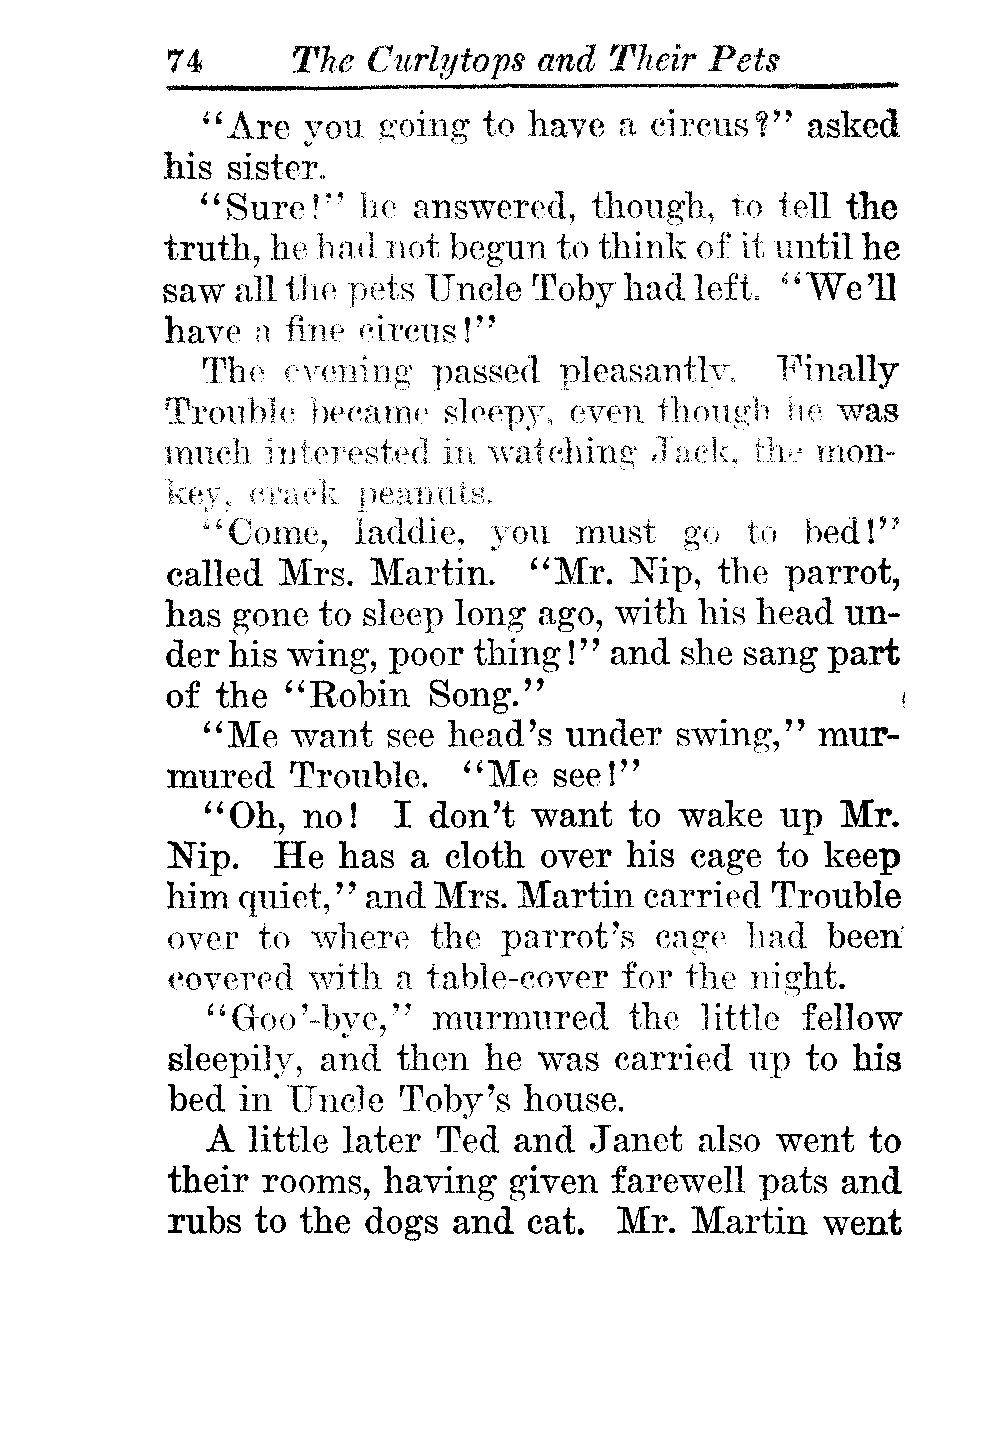 74 The Curlytops and Their Pets
“Are you going to have a circus?” asked
his sister.
“Sure!” he answered, though, to tell the
truth, he had not begun to think of it until he
saw all the pets Uncle Toby had left. “We’ll
have a fine circus!”
The evening passed pleasantly. Finally
Trouble became sleepy, even though he was
much interested in watching Jack, the mon-
key, crack peanuts.
“Come, laddie, you must go to bed!”
called Mrs. Martin. “Mr. Nip, the parrot,
has gone to sleep long ago, with his head un-
der his wing, poor thing!” and she sang part
of the “Robin Song.”
“Me want see head’s under swing,” mur-
mured Trouble. “Me see!”
“Oh, no! I don’t want to wake up Mr.
Nip. He has a cloth over his cage to keep
him quiet,” and Mrs. Martin carried Trouble
over to where the parrot’s cage had been
covered with a table-cover for the night.
“Goo’-bye,” murmured the little fellow
sleepily, and then he was carried up to his
bed in Uncle Toby’s house.
A little later Ted and Janet also went to
their rooms, having given farewell pats and
rubs to the dogs and cat. Mr. Martin went